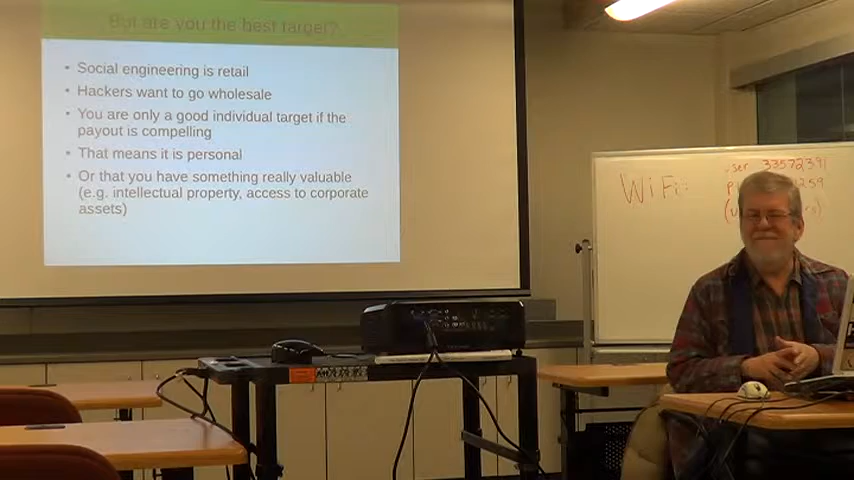 But are you the best target?
• Social engineering is retail
• Hackers want to go wholesale
• You are only a good individual target if the
payout is compelling
• That means it is personal
• Or that you have something really valuable
(e.g. intellectual property, access to corporate
assets)
WiFi: user 33572391